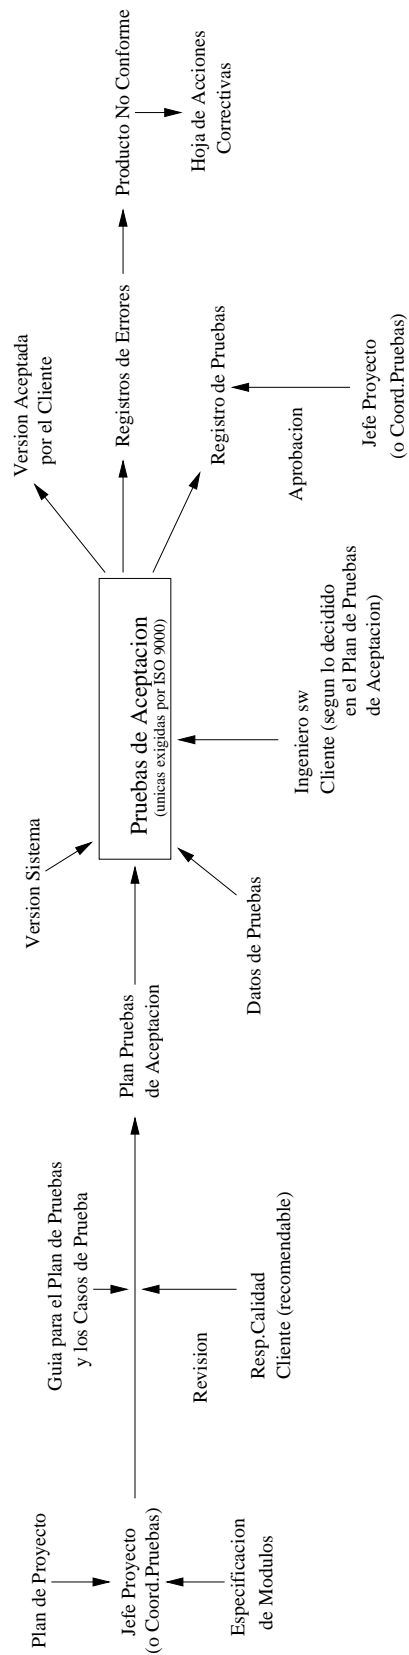 Plan de Proyecto
Jefe Proyecto
(o Coord.Pruebas)
Especificacion
de Modulos
Guia para el Plan de Pruebas
y los Casos de Prueba
Revision
Resp.Calidad
Cliente (recomendable)
Plan Pruebas
de Aceptacion
Version Sistema
Datos de Pruebas
Pruebas de Aceptacion
(unicas exigidas por ISO 9000)
Ingeniero sw
Cliente (segun lo decidido
en el Plan de Pruebas
de Aceptacion)
Version Aceptada
por el Cliente
Registros de Errores
Registro de Pruebas
Aprobacion
Jefe Proyecto
(o Coord.Pruebas)
Producto No Conforme
Hoja de Acciones
Correctivas